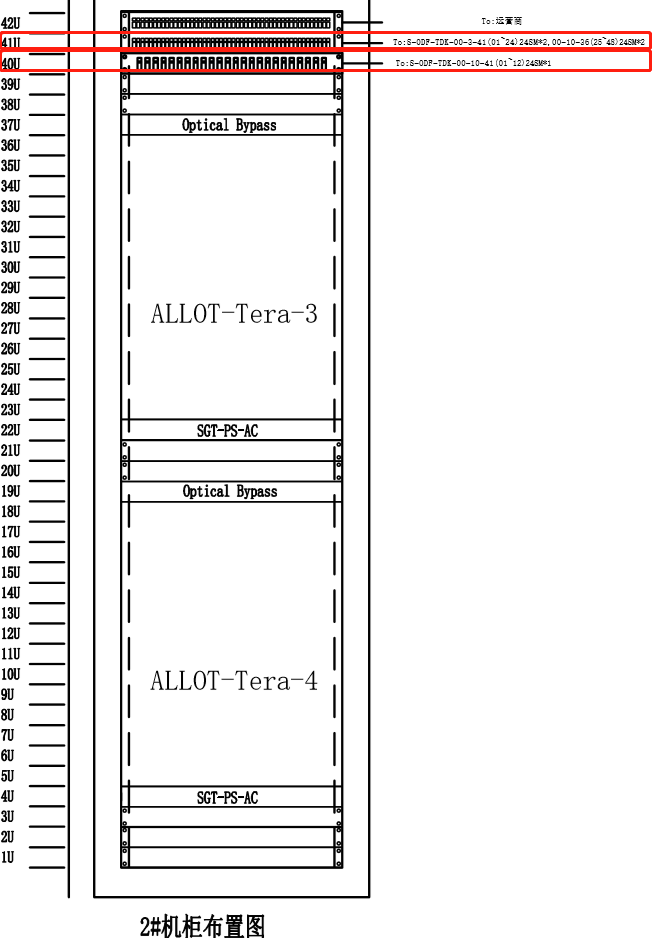 42U
To:运营商
41U
To:S-ODF-TDK-00-3-41(01~24)24SM*2,00-10-36(25~48)24SM*2
40U
To:S-ODF-TDK-00-10-41(01~12)24SM*1
39U
38U
37U
Optical Bypass
36U
35U
34U
33U
32U
31U
30U
29U
28U
ALLOT-Tera-3
27U
26U
25U
24U
23U
22U
SGT-PS-AC
21U
20U
19U
Optical Bypass
18U
17U
16U
15U
14U
13U
12U
11U
10U
ALLOT-Tera-4
9U
8U
7U
6U
5U
4U
SGT-PS-AC
3U
2U
1U
2#机柜布置图